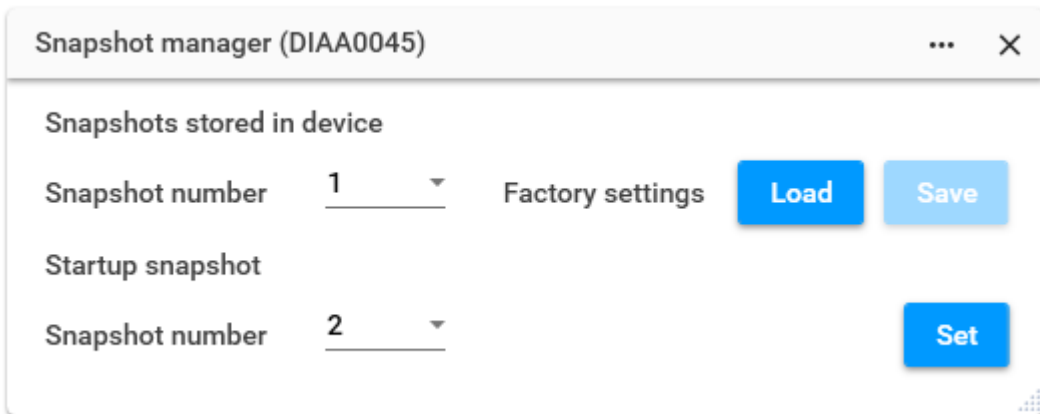 Snapshot manager (DIAA0045)
Snapshots stored in device
Snapshot number 1 Factory settings Load Save
Startup snapshot
Snapshot number 2 Set